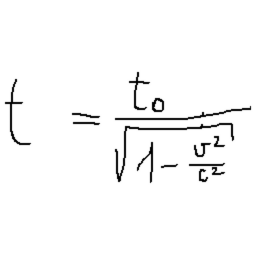 t = t₀ / √(1 - v²/c²)